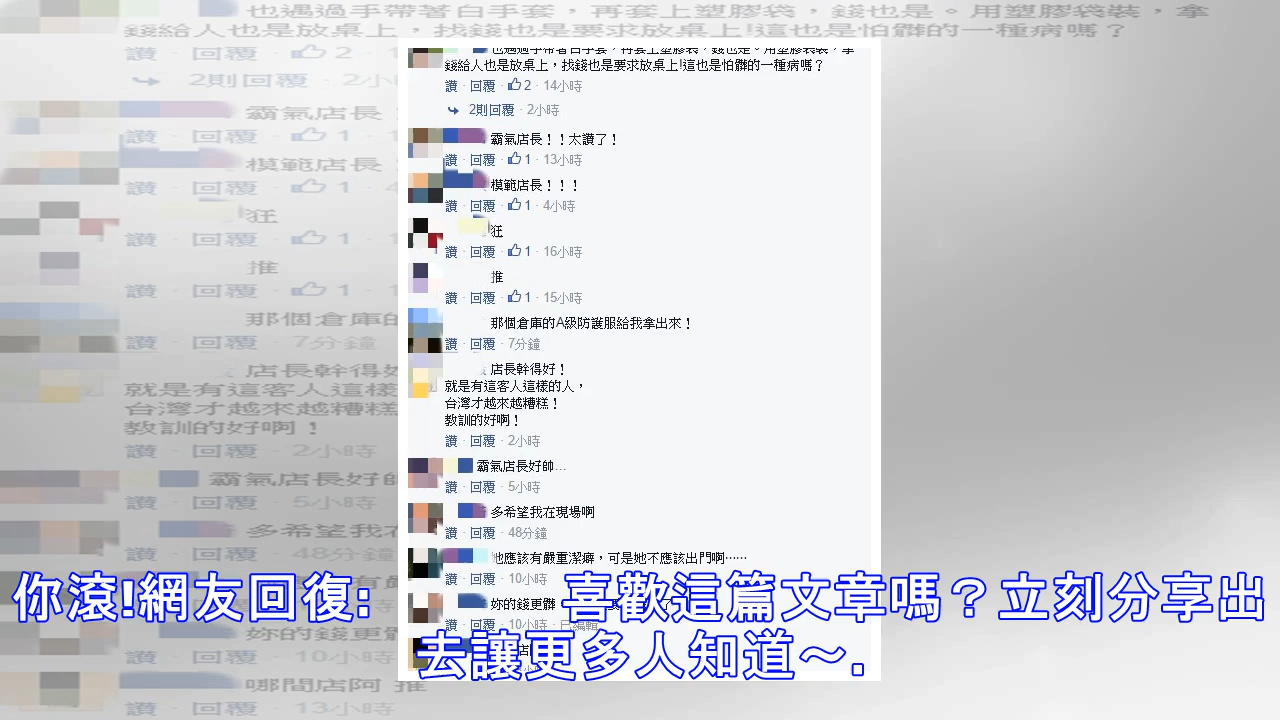 也遇過手帶著白手套，再套上塑膠袋，錢也是。用塑膠袋裝，拿
錢給人也是放桌上，找錢也是要求放桌上!這也是怕髒的一種病嗎？
讚 · 回覆 · 2 · 14小時
2則回覆 · 2小時
霸氣店長！！太讚了！
讚 · 回覆 · 1 · 13小時
模範店長！！！
讚 · 回覆 · 1 · 4小時
狂
讚 · 回覆 · 1 · 16小時
推
讚 · 回覆 · 1 · 15小時
那個倉庫的A級防護服給我拿出來！
讚 · 回覆 · 7分鐘
店長幹得好！
就是有這客人這樣的人，
台灣才越來越糟糕！
教訓的好啊！
讚 · 回覆 · 2小時
霸氣店長好帥...
讚 · 回覆 · 5小時
多希望我在現場啊
讚 · 回覆 · 48分鐘
他應該有嚴重潔癖，可是她不應該出門啊⋯⋯
讚 · 回覆 · 10小時
妳的錢更髒
讚 · 回覆 · 10小時 · 已編輯
你滾!網友回復: 喜歡這篇文章嗎？立刻分享出
去讓更多人知道～.
哪間店阿 推
讚 · 回覆 · 13小時